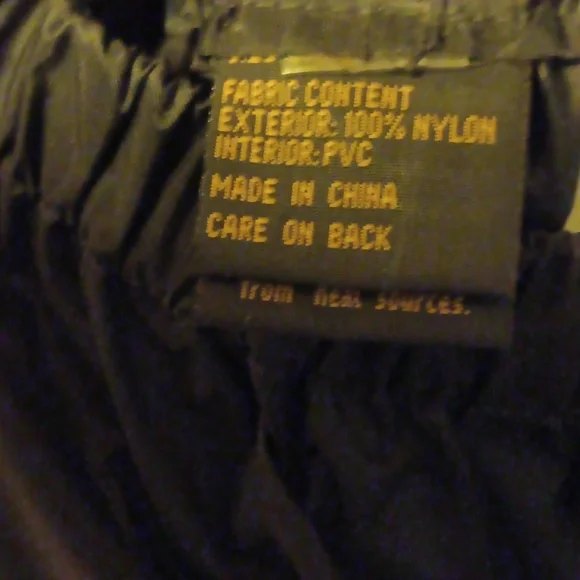 FABRIC CONTENT
EXTERIOR: 100% NYLON
INTERIOR: PVC
MADE IN CHINA
CARE ON BACK
from heat sources.